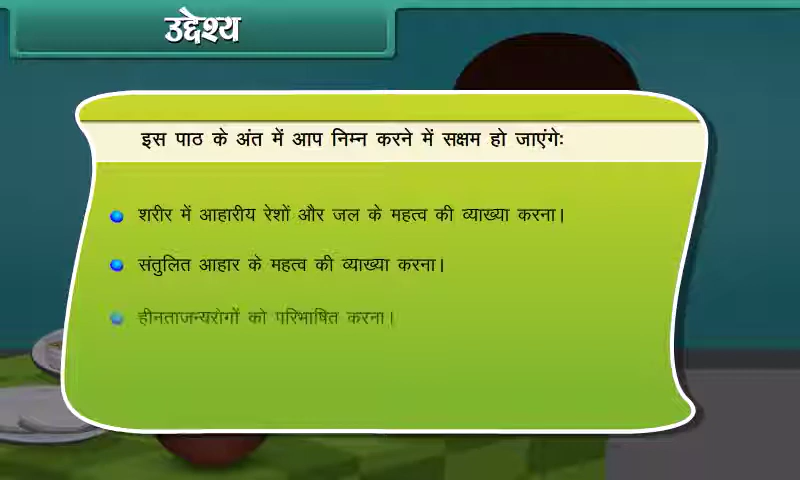 उद्देश्य
इस पाठ के अंत में आप निम्न करने में सक्षम हो जाएंगेः
शरीर में आहारीय रेशों और जल के महत्व की व्याख्या करना।
संतुलित आहार के महत्व की व्याख्या करना।
हीनताजन्यरोगों को परिभाषित करना।